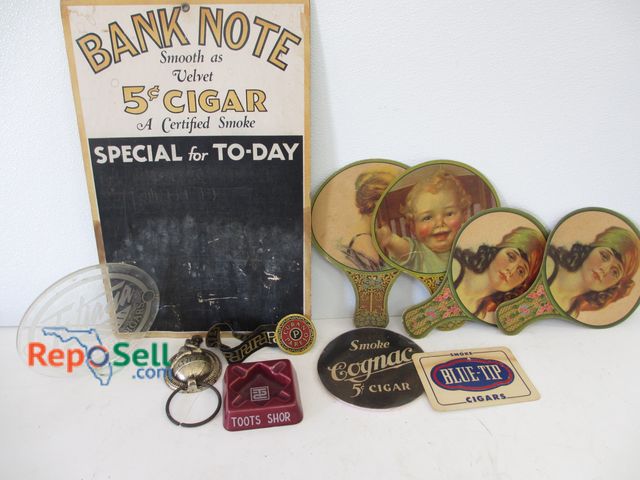 BANK NOTE
Smooth as
Velvet
5¢ CIGAR
A Certified Smoke
SPECIAL for TO-DAY
RepOSell
.com
P
TOOTS SHOR
Smoke
Cognac
5¢ CIGAR
SMOKE
BLUE-TIP
CIGARS